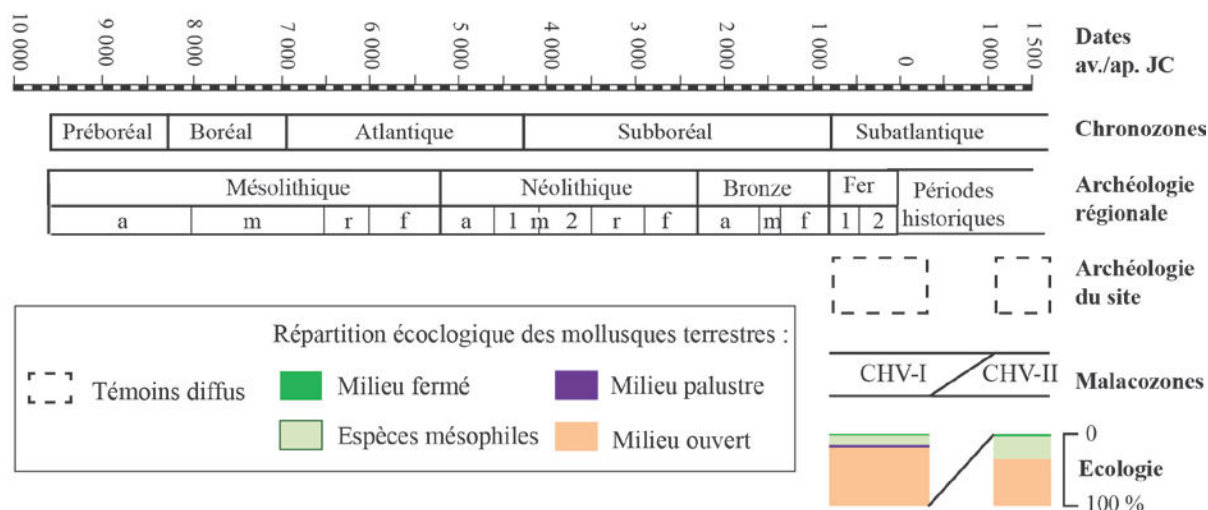 10 000 9 000 8 000 7 000 6 000 5 000 4 000 3 000 2 000 1 000 0 1 000 1 500
Dates
av./ap. JC
Préboréal Boréal Atlantique Subboréal Subatlantique Chronozones
Mésolithique Néolithique Bronze Fer
a m r f a 1 m 2 r f a m f 1 2
Périodes
historiques
Archéologie
régionale
Archéologie
du site
Témoins diffus
Répartition écoclogique des mollusques terrestres :
Milieu fermé Milieu palustre
Espèces mésophiles Milieu ouvert
CHV-I CHV-II Malacozones
0
Ecologie
100 %